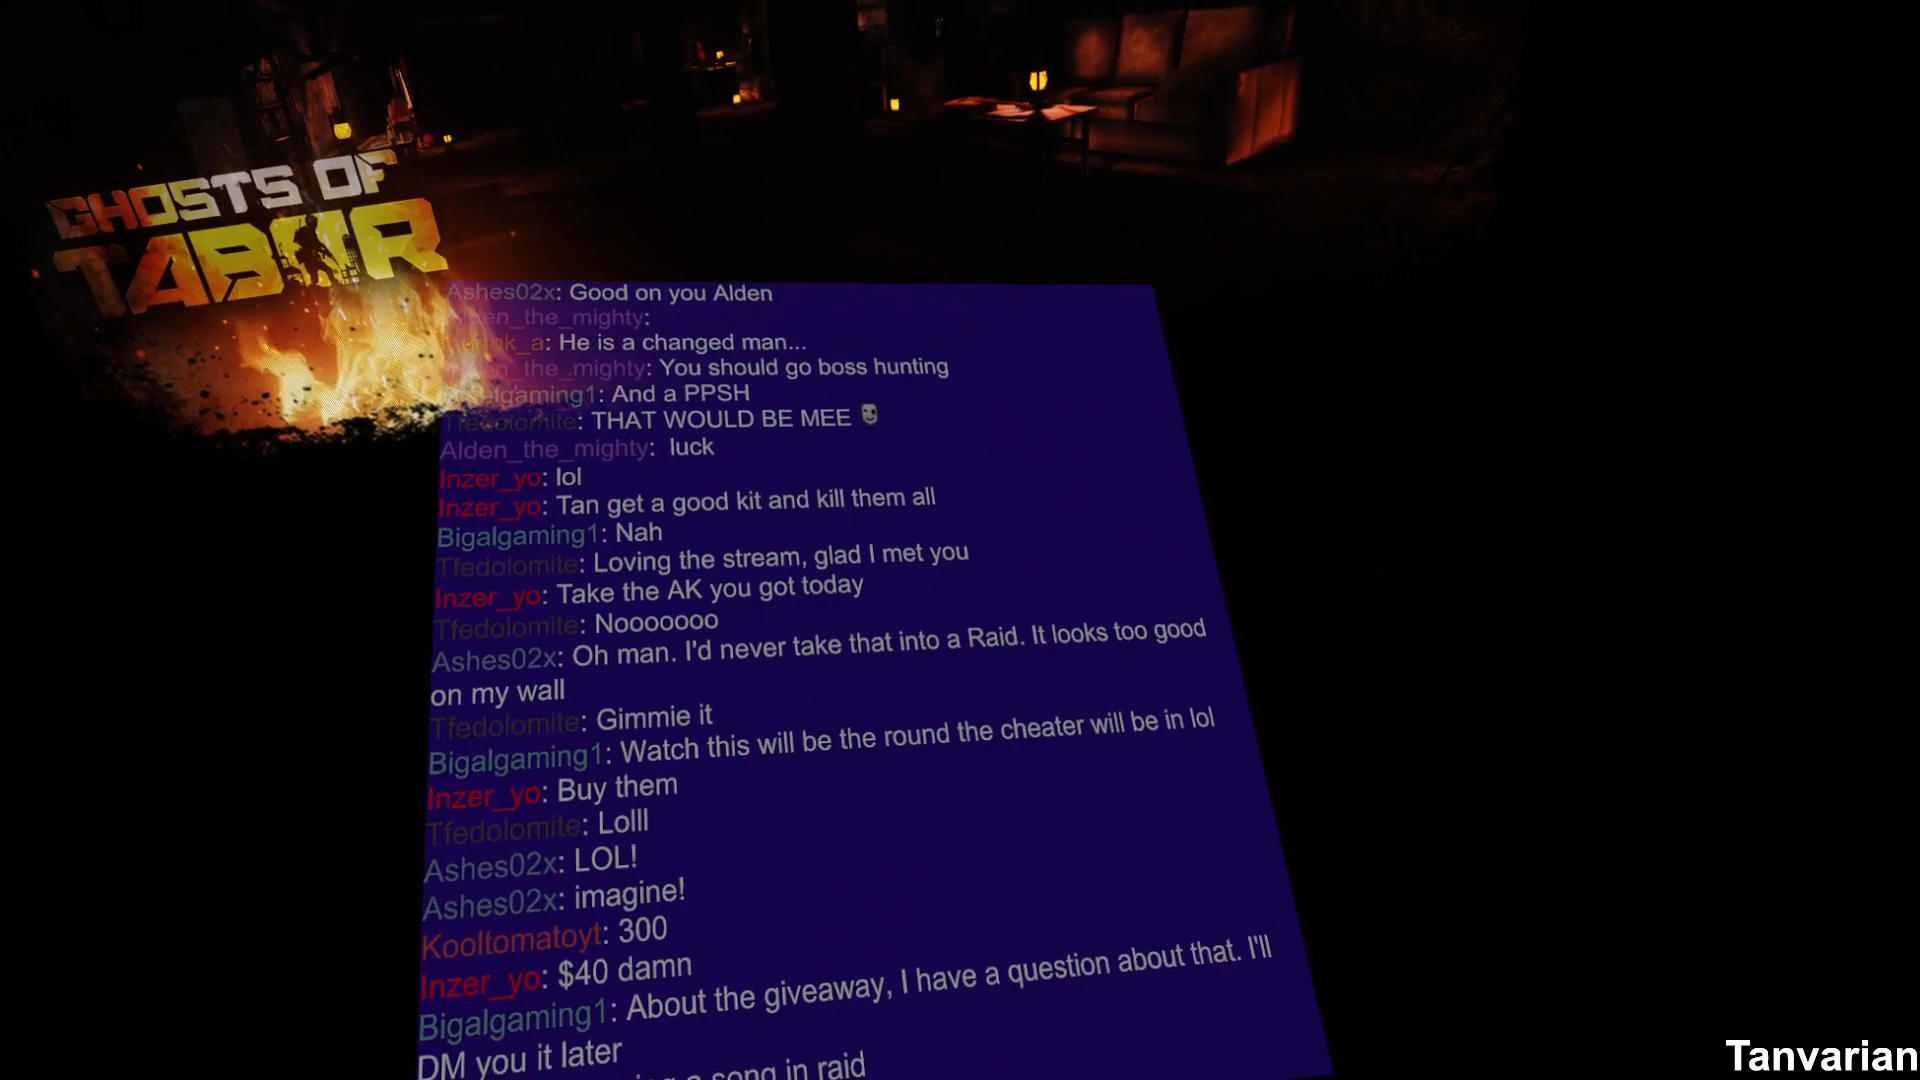 GHOSTS OF
TABOR
Ashes02x: Good on you Alden
Alden_the_mighty:
He is a changed man...
Alden_the_mighty: You should go boss hunting
Bigalgaming1: And a PPSH
Tfedolomite: THAT WOULD BE MEE
Alden_the_mighty: luck
Inzer_yo: lol
Inzer_yo: Tan get a good kit and kill them all
Bigalgaming1: Nah
Tfedolomite: Loving the stream, glad I met you
Inzer_yo: Take the AK you got today
Tfedolomite: Nooooooo
Ashes02x: Oh man. I'd never take that into a Raid. It looks too good
on my wall
Tfedolomite: Gimmie it
Bigalgaming1: Watch this will be the round the cheater will be in lol
Inzer_yo: Buy them
Tfedolomite: Lolll
Ashes02x: LOL!
Ashes02x: imagine!
Kooltomatoyt: 300
Inzer_yo: $40 damn
Bigalgaming1: About the giveaway, I have a question about that. I'll
DM you it later
a song in raid
Tanvarian